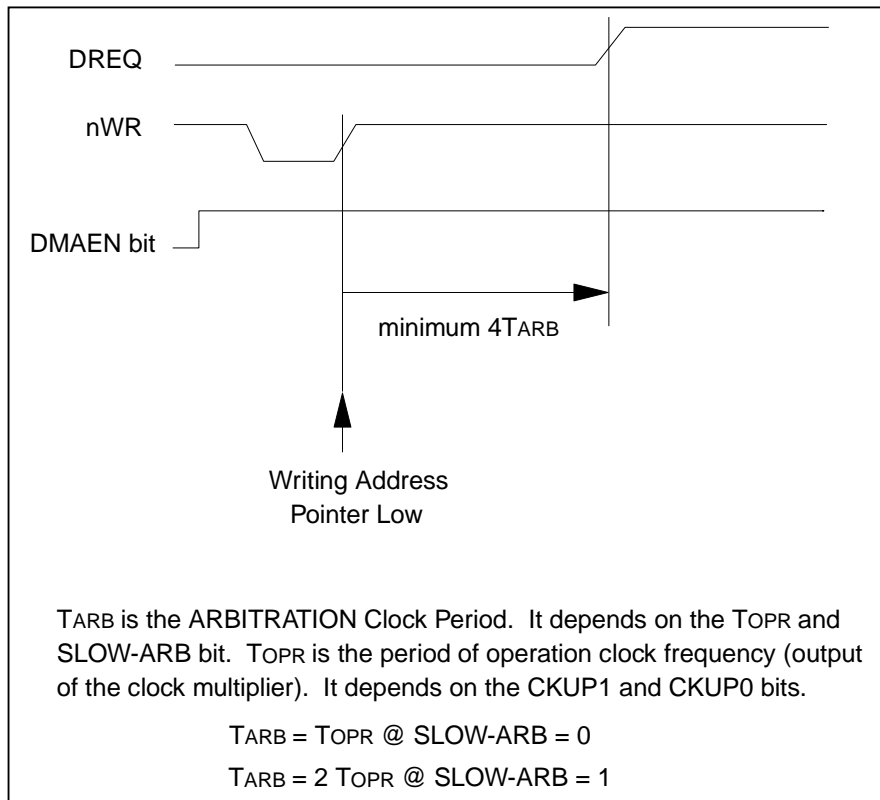 DREQ
nWR
DMAEN bit
minimum 4TARB
Writing Address
Pointer Low
TARB is the ARBITRATION Clock Period.  It depends on the TOPR and
SLOW-ARB bit.  TOPR is the period of operation clock frequency (output
of the clock multiplier).  It depends on the CKUP1 and CKUP0 bits.
TARB = TOPR @ SLOW-ARB = 0
TARB = 2 TOPR @ SLOW-ARB = 1